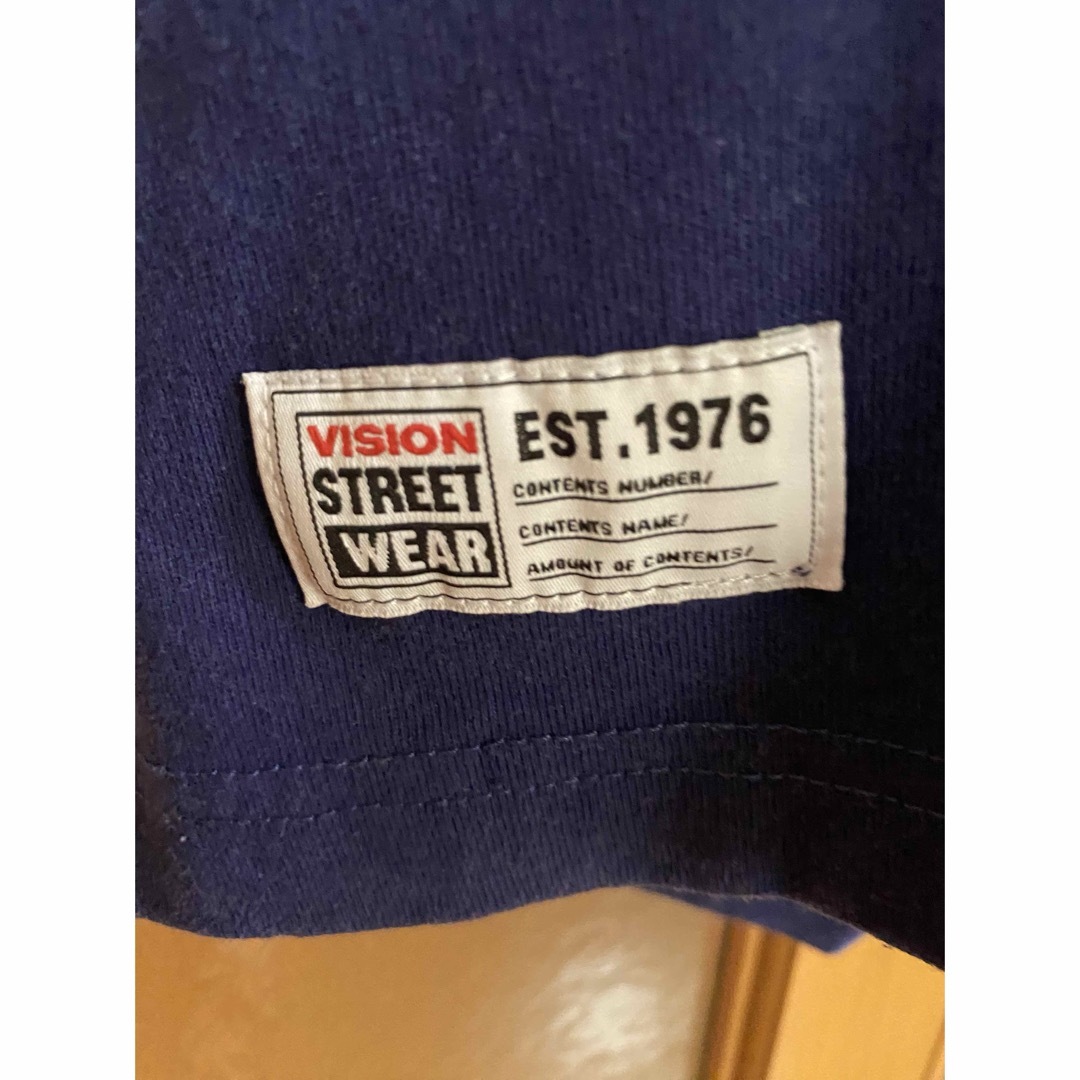 VISION
STREET
WEAR
EST.1976
CONTENTS NUMBER/
CONTENTS NAME/
AMOUNT OF CONTENTS/